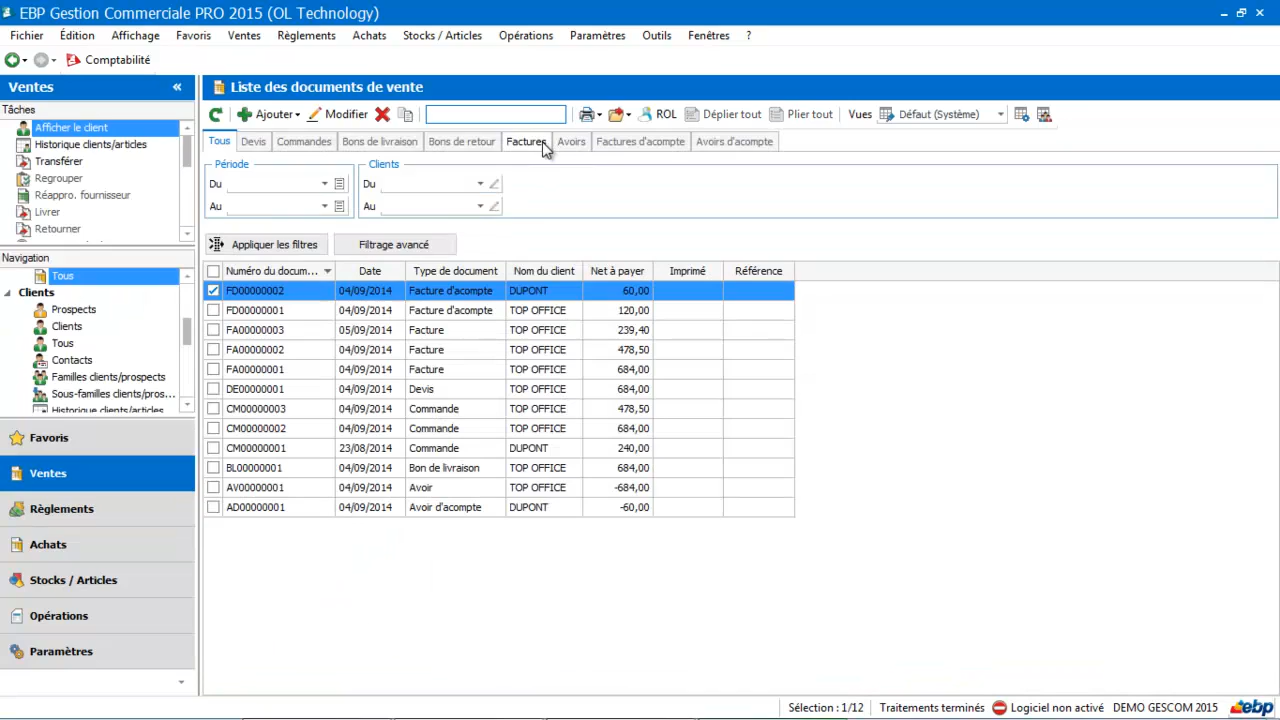 EBP Gestion Commerciale PRO 2015 (OL Technology)
Fichier Édition Affichage Favoris Ventes Règlements Achats Stocks / Articles Opérations Paramètres Outils Fenêtres ?
Comptabilité
Ventes
Tâches
Afficher le client
Historique clients/articles
Transférer
Regrouper
Réappro. fournisseur
Livrer
Retourner
Navigation
Tous
Clients
Prospects
Clients
Tous
Contacts
Familles clients/prospects
Sous-familles clients/pros...
Historique clients/articles
Favoris
Ventes
Règlements
Achats
Stocks / Articles
Opérations
Paramètres
Liste des documents de vente
Ajouter Modifier ROL Déplier tout Plier tout Vues Défaut (Système)
Tous Devis Commandes Bons de livraison Bons de retour Factures Avoirs Factures d'acompte Avoirs d'acompte
Période Clients
Du Du
Au Au
Appliquer les filtres Filtrage avancé
Numéro du docum... Date Type de document Nom du client Net à payer Imprimé Référence
FD00000002 04/09/2014 Facture d'acompte DUPONT 60,00
FD00000001 04/09/2014 Facture d'acompte TOP OFFICE 120,00
FA00000003 05/09/2014 Facture TOP OFFICE 239,40
FA00000002 04/09/2014 Facture TOP OFFICE 478,50
FA00000001 04/09/2014 Facture TOP OFFICE 684,00
DE00000001 04/09/2014 Devis TOP OFFICE 684,00
CM00000003 04/09/2014 Commande TOP OFFICE 478,50
CM00000002 04/09/2014 Commande TOP OFFICE 684,00
CM00000001 23/08/2014 Commande DUPONT 240,00
BL00000001 04/09/2014 Bon de livraison TOP OFFICE 684,00
AV00000001 04/09/2014 Avoir TOP OFFICE -684,00
AD00000001 04/09/2014 Avoir d'acompte DUPONT -60,00
Sélection : 1/12 Traitements terminés Logiciel non activé DEMO GESCOM 2015 ebp